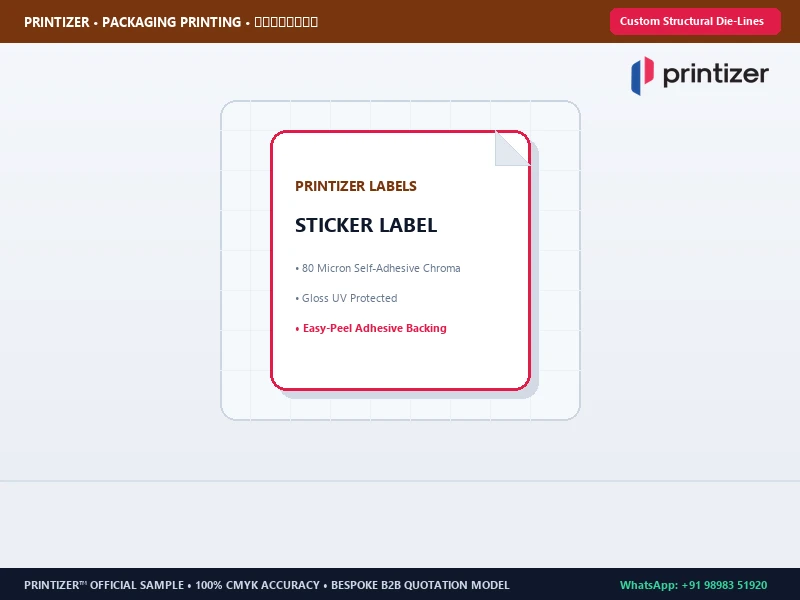 PRINTIZER • PACKAGING PRINTING •
Custom Structural Die-Lines
printizer
PRINTIZER LABELS
STICKER LABEL
• 80 Micron Self-Adhesive Chroma
• Gloss UV Protected
• Easy-Peel Adhesive Backing
PRINTIZER™ OFFICIAL SAMPLE • 100% CMYK ACCURACY • BESPOKE B2B QUOTATION MODEL
WhatsApp: +91 98983 51920